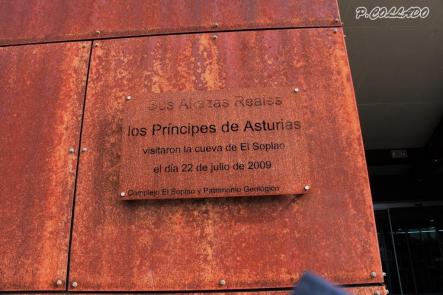 P.COLLADO
Sus Altezas Reales
los Príncipes de Asturias
visitaron la cueva de El Soplao
el día 22 de julio de 2009
Complejo El Soplao y Patrimonio Geológico